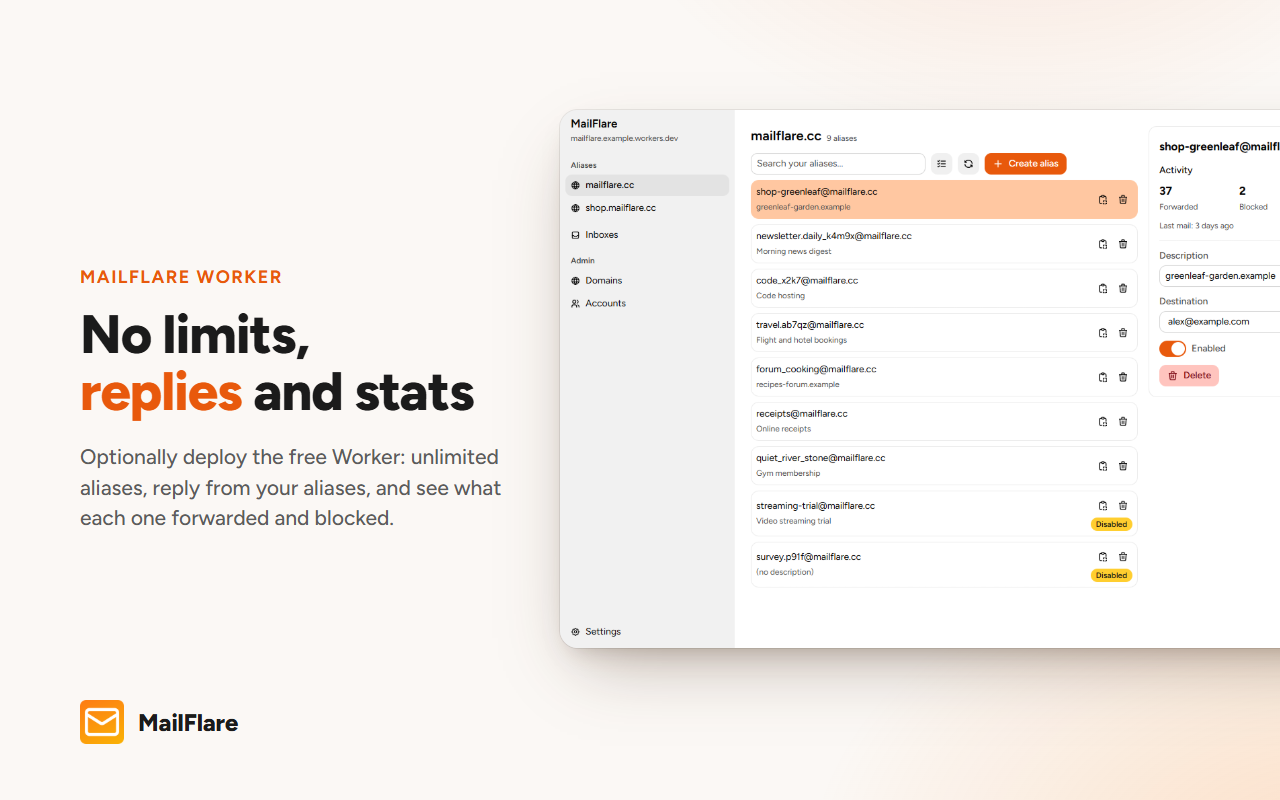 MAILFLARE WORKER
No limits,
replies and stats
Optionally deploy the free Worker: unlimited
aliases, reply from your aliases, and see what
each one forwarded and blocked.
MailFlare
MailFlare
mailflare.example.workers.dev
Aliases
mailflare.cc
shop.mailflare.cc
Inboxes
Admin
Domains
Accounts
Settings
mailflare.cc 9 aliases
Search your aliases...
Create alias
shop-greenleaf@mailflare.cc
greenleaf-garden.example
newsletter.daily_k4m9x@mailflare.cc
Morning news digest
code_x2k7@mailflare.cc
Code hosting
travel.ab7qz@mailflare.cc
Flight and hotel bookings
forum_cooking@mailflare.cc
recipes-forum.example
receipts@mailflare.cc
Online receipts
quiet_river_stone@mailflare.cc
Gym membership
streaming-trial@mailflare.cc
Video streaming trial
Disabled
survey.p91f@mailflare.cc
(no description)
Disabled
shop-greenleaf@mailfl
Activity
37 2
Forwarded Blocked
Last mail: 3 days ago
Description
greenleaf-garden.example
Destination
alex@example.com
Enabled
Delete